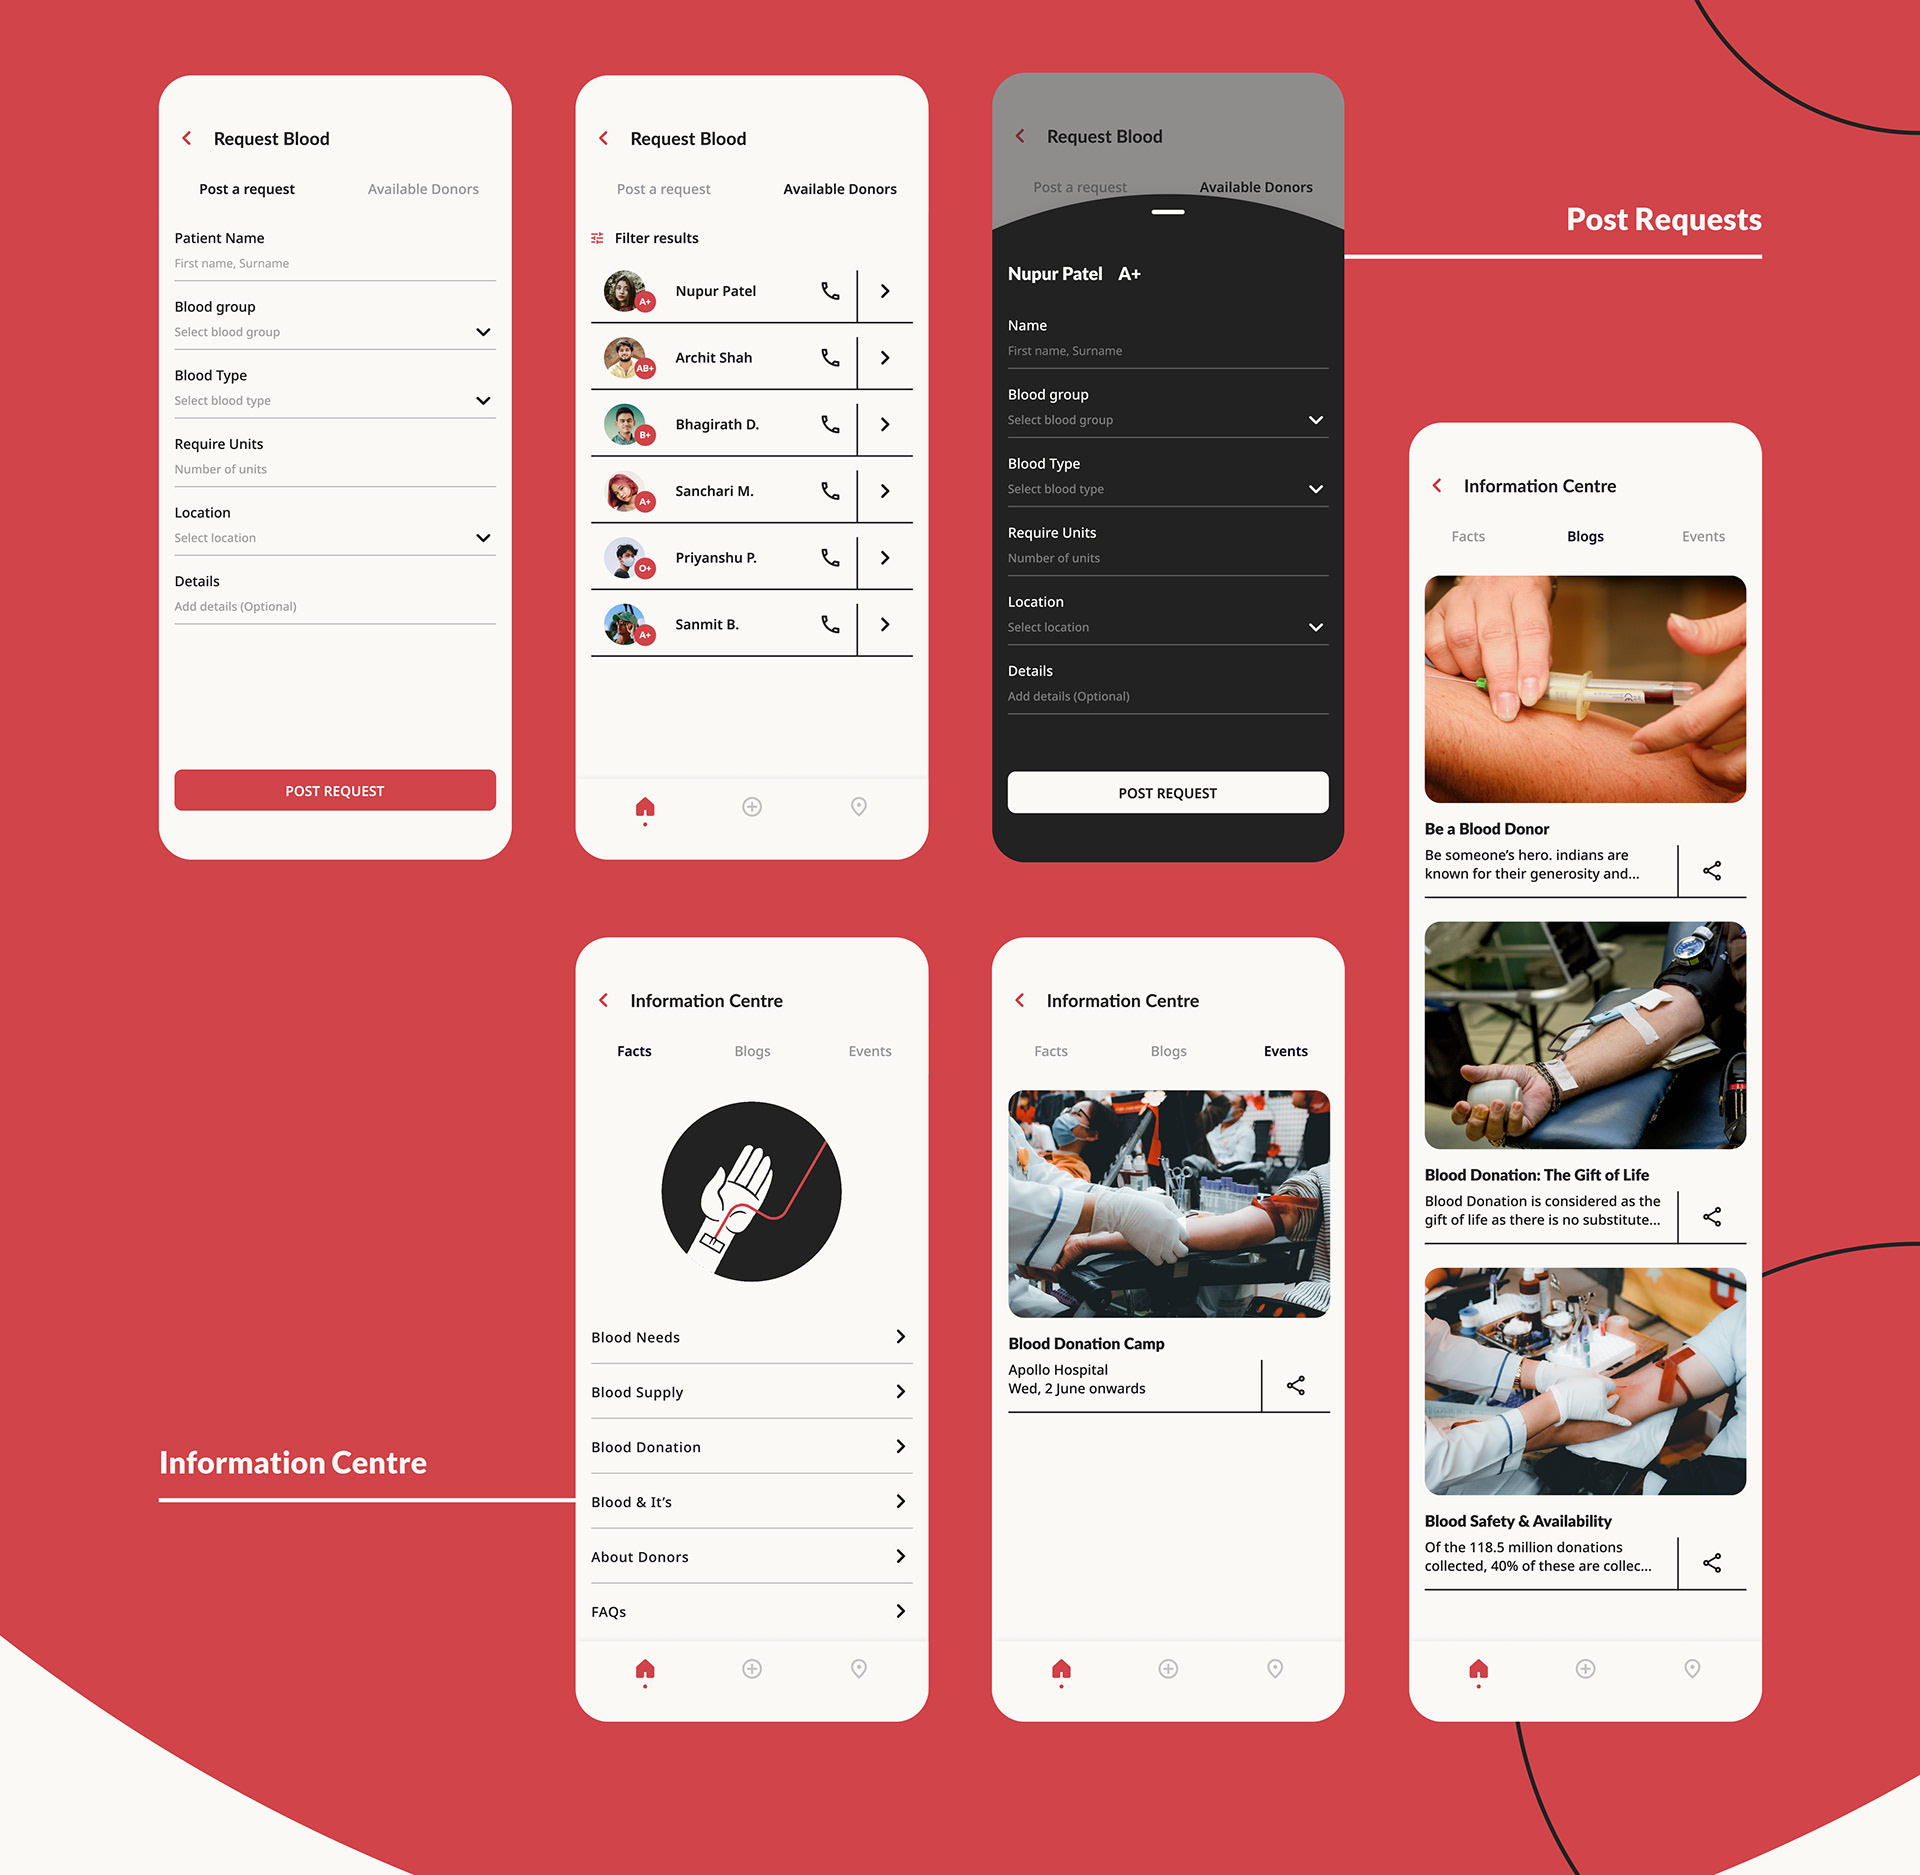 Request Blood
Post a request Available Donors
Patient Name
First name, Surname
Blood group
Select blood group
Blood Type
Select blood type
Require Units
Number of units
Location
Select location
Details
Add details (Optional)
POST REQUEST
Request Blood
Post a request Available Donors
Filter results
A+ Nupur Patel
AB+ Archit Shah
B+ Bhagirath D.
A+ Sanchari M.
O+ Priyanshu P.
A+ Sanmit B.
Request Blood
Post a request Available Donors
Nupur Patel A+
Name
First name, Surname
Blood group
Select blood group
Blood Type
Select blood type
Require Units
Number of units
Location
Select location
Details
Add details (Optional)
POST REQUEST
Post Requests
Information Centre
Facts Blogs Events
Be a Blood Donor
Be someone’s hero. indians are
known for their generosity and...
Blood Donation: The Gift of Life
Blood Donation is considered as the
gift of life as there is no substitute...
Blood Safety & Availability
Of the 118.5 million donations
collected, 40% of these are collec...
Information Centre
Information Centre
Facts Blogs Events
Blood Needs
Blood Supply
Blood Donation
Blood & It’s
About Donors
FAQs
Information Centre
Facts Blogs Events
Blood Donation Camp
Apollo Hospital
Wed, 2 June onwards